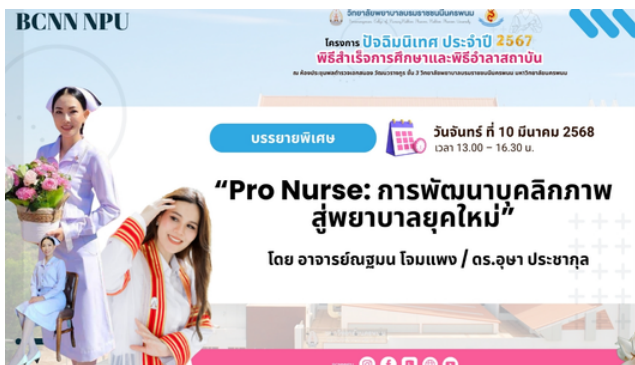 BCNN NPU
วิทยาลัยพยาบาลบรมราชชนนีนครพนม
โครงการ ปัจฉิมนิเทศ ประจำปี 2567
พิธีสำเร็จการศึกษาและพิธีอำลาสถาบัน
บรรยายพิเศษ
วันจันทร์ ที่ 10 มีนาคม 2568
เวลา 13.00 – 16.30 น.
“Pro Nurse: การพัฒนาบุคลิกภาพ
สู่พยาบาลยุคใหม่”
โดย อาจารย์ณฐมน โจมแพง / ดร.อุษา ประชากุล